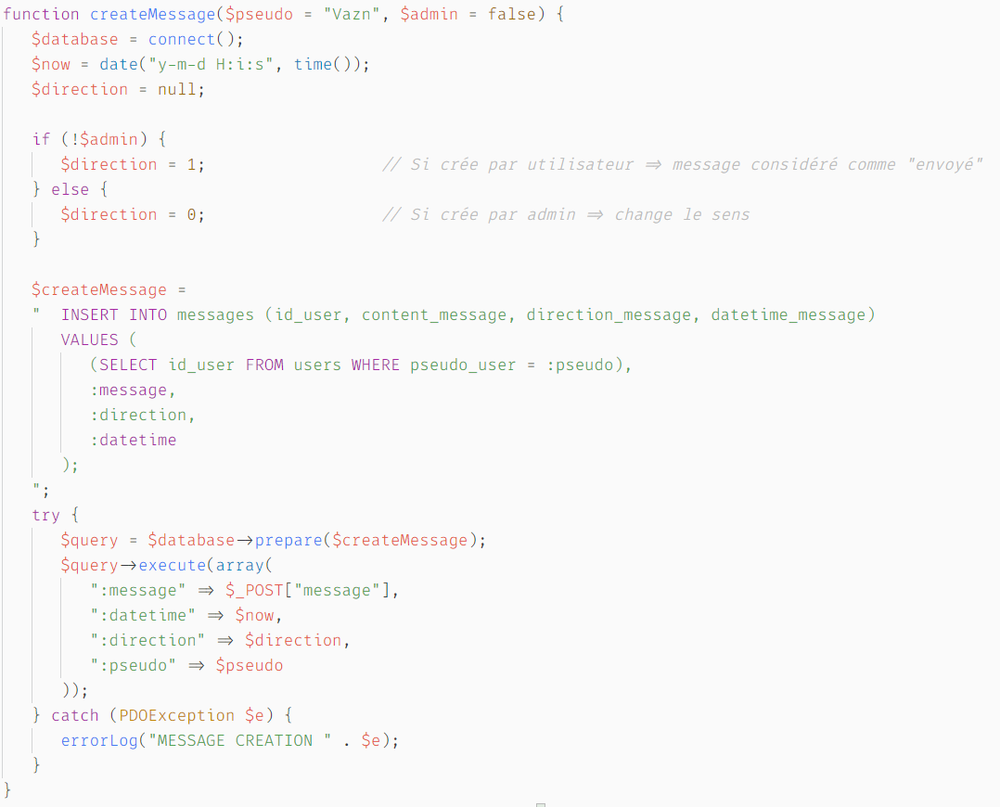 function createMessage($pseudo = "Vazn", $admin = false) {
$database = connect();
$now = date("y-m-d H:i:s", time());
$direction = null;
if (!$admin) {
$direction = 1; // Si crée par utilisateur => message considéré comme "envoyé"
} else {
$direction = 0; // Si crée par admin => change le sens
}
$createMessage =
" INSERT INTO messages (id_user, content_message, direction_message, datetime_message)
VALUES (
(SELECT id_user FROM users WHERE pseudo_user = :pseudo),
:message,
:direction,
:datetime
);
";
try {
$query = $database->prepare($createMessage);
$query->execute(array(
":message" => $_POST["message"],
":datetime" => $now,
":direction" => $direction,
":pseudo" => $pseudo
));
} catch (PDOException $e) {
errorLog("MESSAGE CREATION " . $e);
}
}